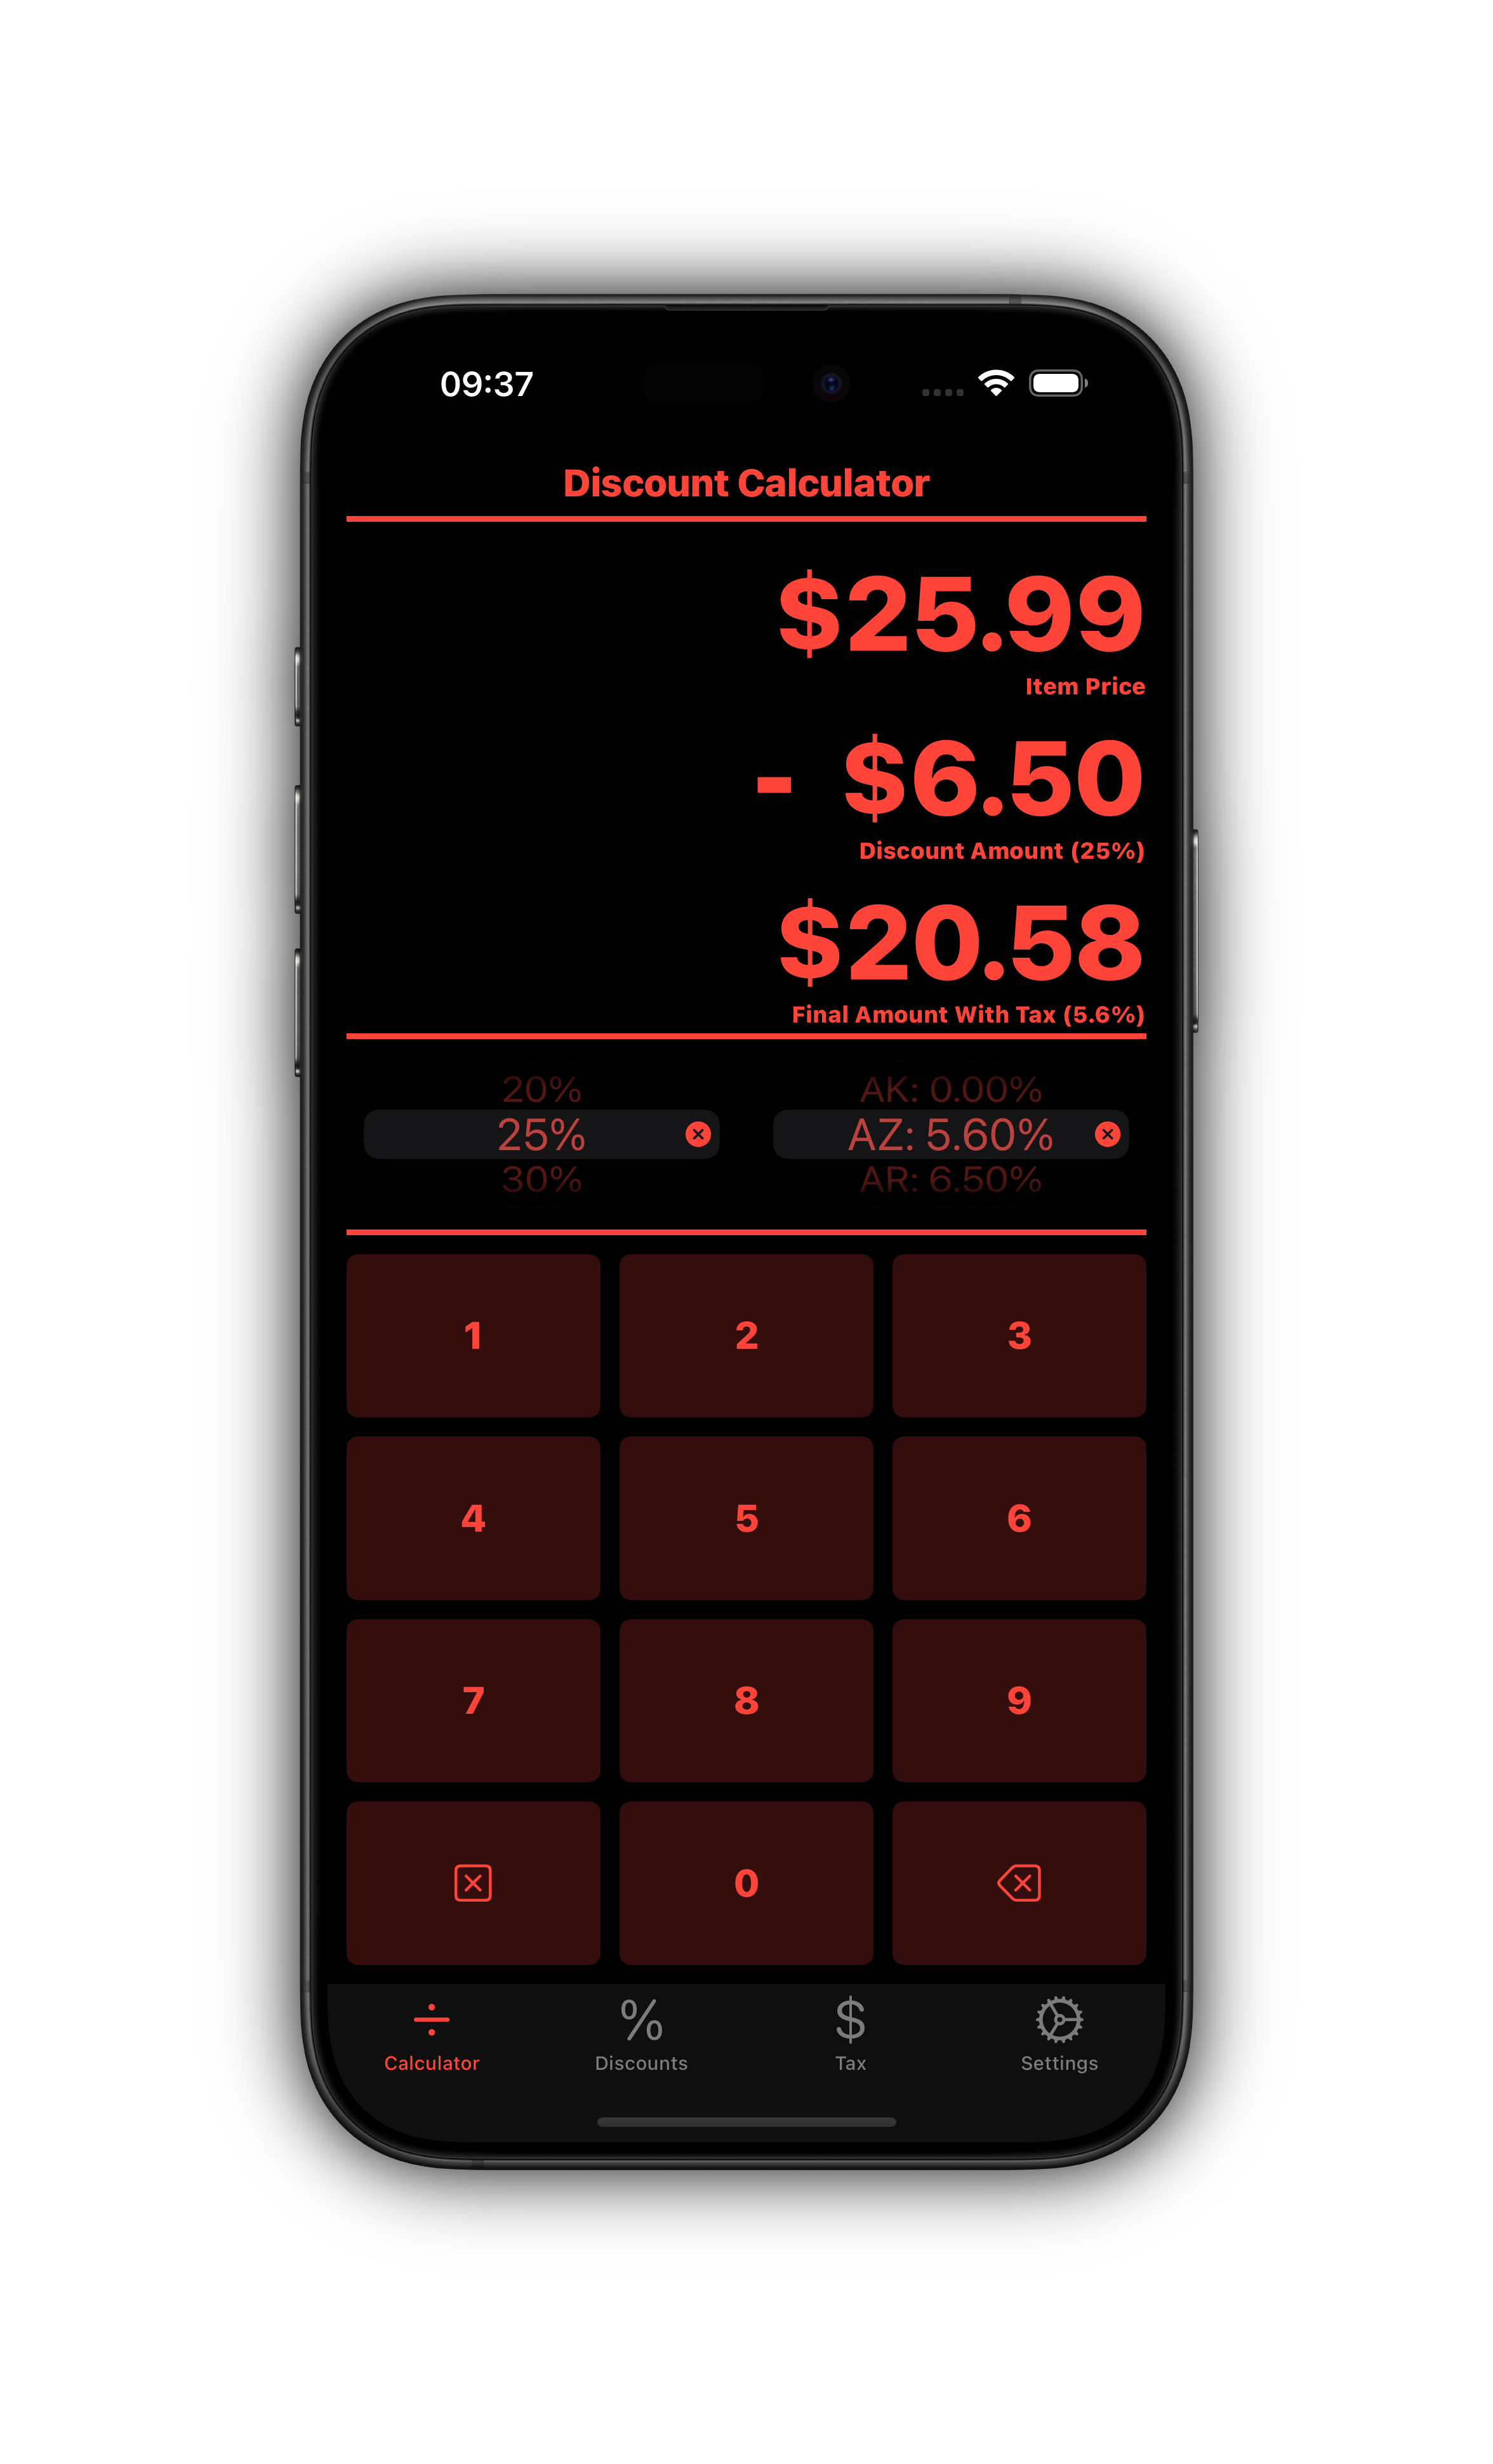 09:37
Discount Calculator
$25.99
Item Price
- $6.50
Discount Amount (25%)
$20.58
Final Amount With Tax (5.6%)
20% AK: 0.00%
25% AZ: 5.60%
30% AR: 6.50%
1 2 3
4 5 6
7 8 9
0
Calculator Discounts Tax Settings